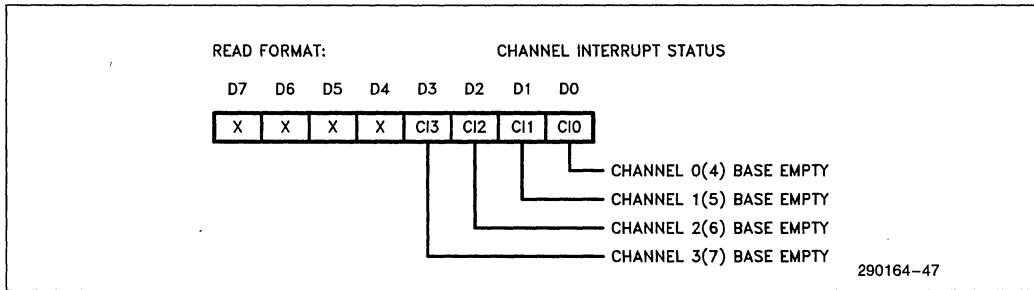 READ FORMAT: CHANNEL INTERRUPT STATUS
D7 D6 D5 D4 D3 D2 D1 D0
X X X X CI3 CI2 CI1 CI0
CHANNEL 0(4) BASE EMPTY
CHANNEL 1(5) BASE EMPTY
CHANNEL 2(6) BASE EMPTY
CHANNEL 3(7) BASE EMPTY
290164-47